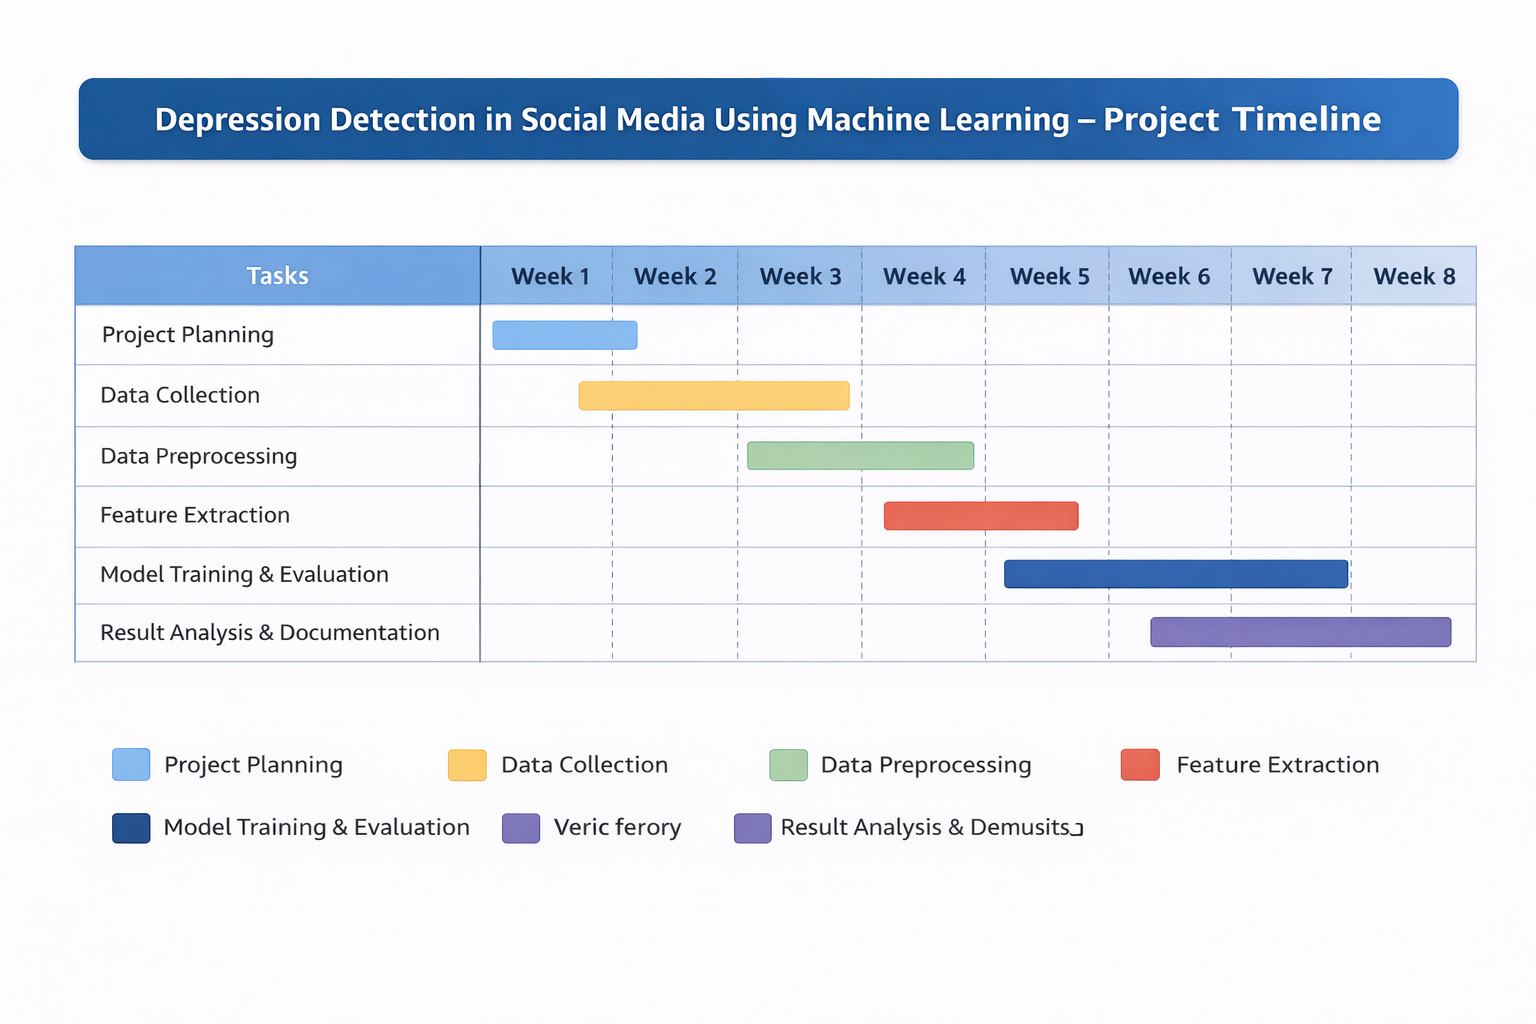 Depression Detection in Social Media Using Machine Learning – Project Timeline
Tasks Week 1 Week 2 Week 3 Week 4 Week 5 Week 6 Week 7 Week 8
Project Planning
Data Collection
Data Preprocessing
Feature Extraction
Model Training & Evaluation
Result Analysis & Documentation
Project Planning Data Collection Data Preprocessing Feature Extraction
Model Training & Evaluation Veric ferory Result Analysis &